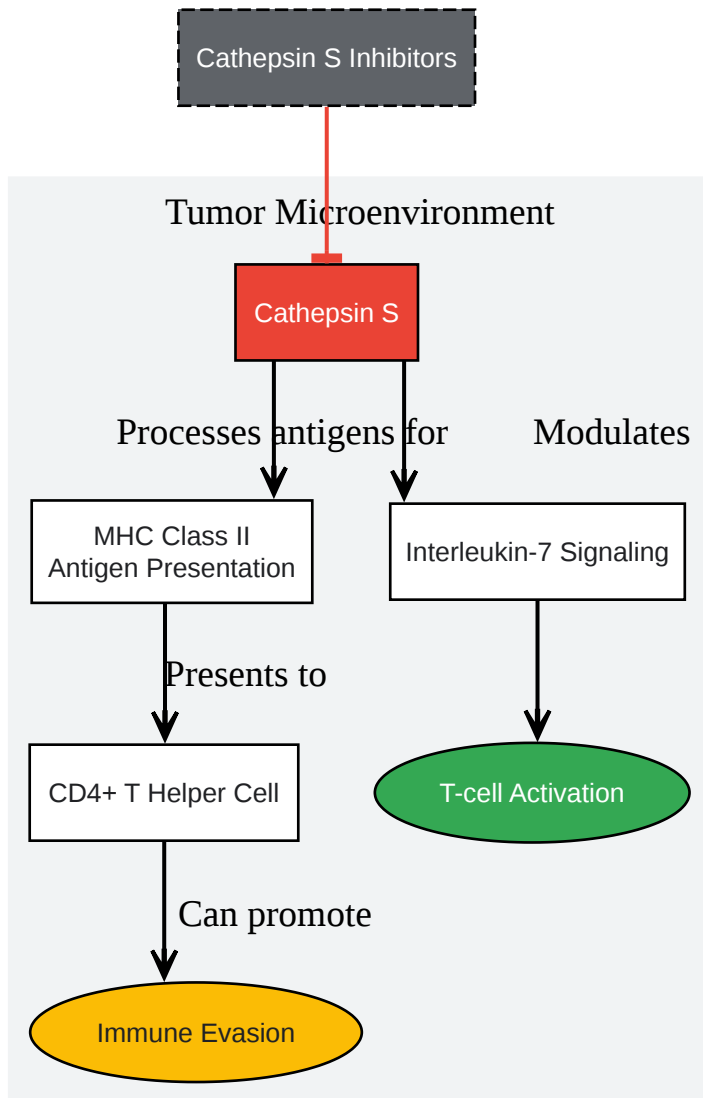 Cathepsin S Inhibitors
Tumor Microenvironment
Cathepsin S
Processes antigens for
Modulates
MHC Class II
Antigen Presentation
Interleukin-7 Signaling
Presents to
CD4+ T Helper Cell
T-cell Activation
Can promote
Immune Evasion